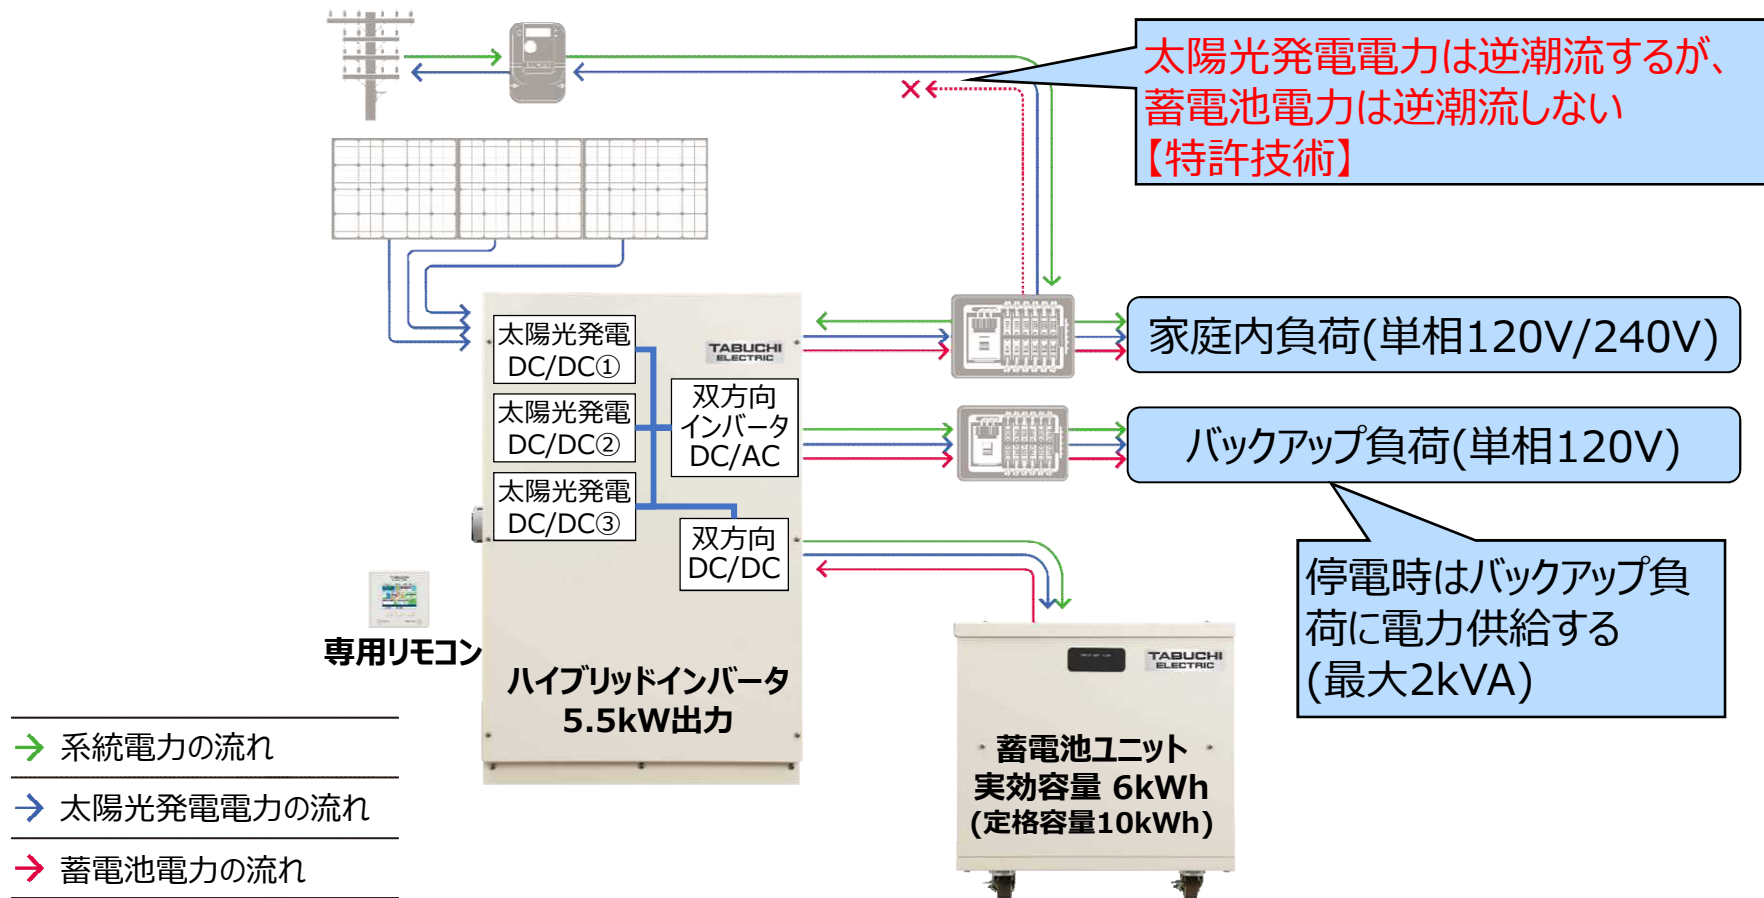 太陽光発電電力は逆潮流するが、
蓄電池電力は逆潮流しない
【特許技術】
太陽光発電
DC/DC①
太陽光発電
DC/DC②
太陽光発電
DC/DC③
TABUCHI
ELECTRIC
双方向
インバータ
DC/AC
双方向
DC/DC
家庭内負荷(単相120V/240V)
バックアップ負荷(単相120V)
停電時はバックアップ負
荷に電力供給する
(最大2kVA)
専用リモコン
ハイブリッドインバータ
5.5kW出力
TABUCHI
ELECTRIC
蓄電池ユニット
実効容量 6kWh
(定格容量10kWh)
系統電力の流れ
太陽光発電電力の流れ
蓄電池電力の流れ